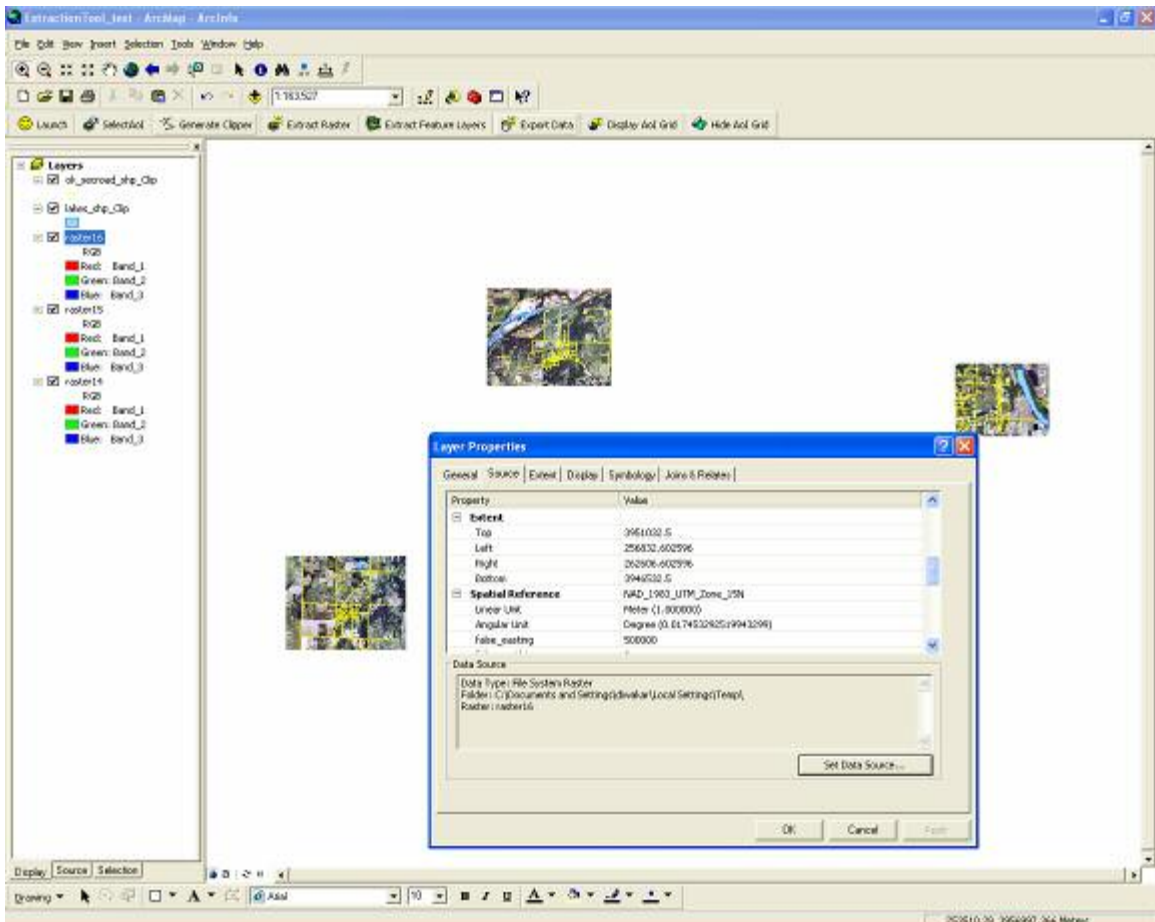 ExtractionTool_test - ArcMap - ArcInfo
File Edit View Insert Selection Tools Window Help
1:183,527
Launch SelectAoI Generate Clipper Extract Raster Extract Feature Layers Export Data Display AoI Grid Hide AoI Grid
Layers
ok_secroad_shp_Clip
lakes_shp_Clip
raster16
RGB
Red: Band_1
Green: Band_2
Blue: Band_3
raster15
RGB
Red: Band_1
Green: Band_2
Blue: Band_3
raster14
RGB
Red: Band_1
Green: Band_2
Blue: Band_3
Layer Properties
General Source Extent Display Symbology Joins & Relates
Property Value
Extent
Top 3951032.5
Left 256832.602596
Right 262606.602596
Bottom 3946532.5
Spatial Reference NAD_1983_UTM_Zone_15N
Linear Unit Meter (1.000000)
Angular Unit Degree (0.017453292519943299)
False_easting 500000
Data Source
Data Type: File System Raster
Folder: C:\Documents and Settings\diwakar\Local Settings\Temp\
Raster: raster16
Set Data Source...
OK Cancel Apply
Display Source Selection
Drawing A Arial 10 B I U A